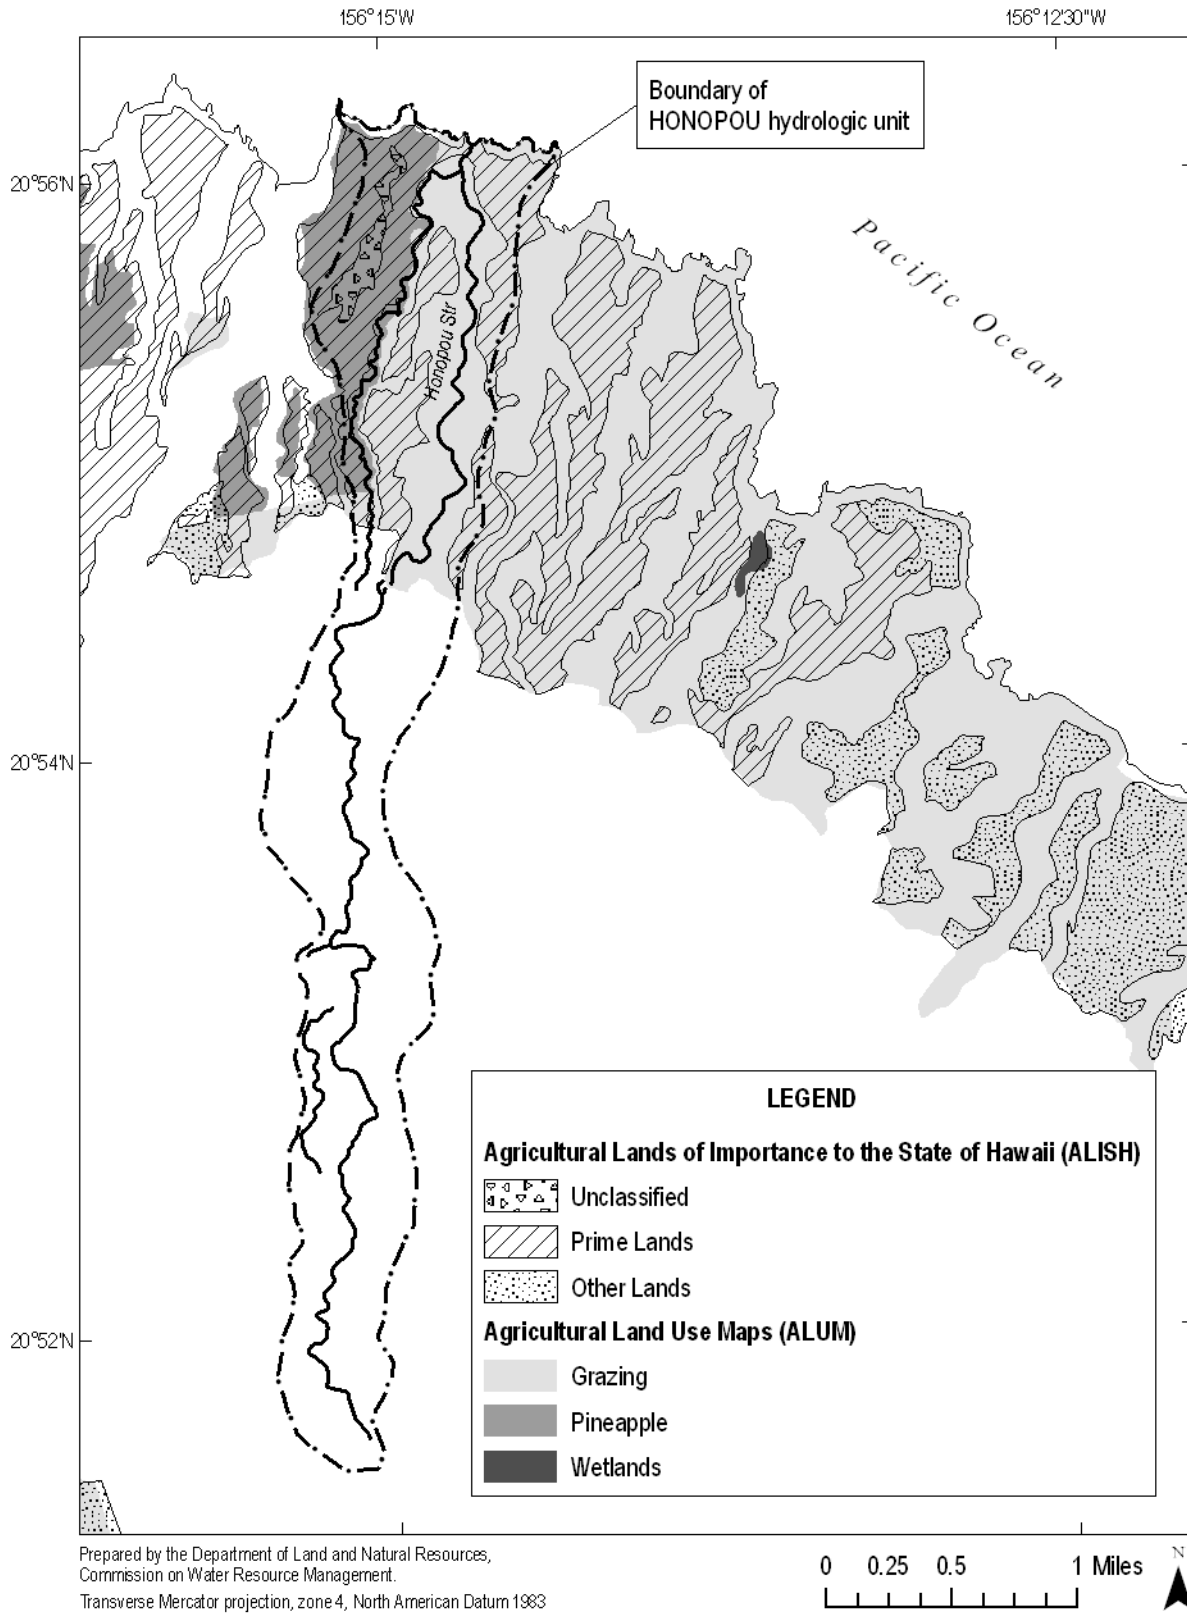 156°15'W
156°12'30"W
Boundary of
HONOPOU hydrologic unit
20°56'N
Pacific Ocean
Honopou Str
20°54'N
LEGEND
Agricultural Lands of Importance to the State of Hawaii (ALISH)
Unclassified
Prime Lands
Other Lands
Agricultural Land Use Maps (ALUM)
Grazing
Pineapple
Wetlands
20°52'N
Prepared by the Department of Land and Natural Resources,
Commission on Water Resource Management.
Transverse Mercator projection, zone 4, North American Datum 1983
0 0.25 0.5 1 Miles
N